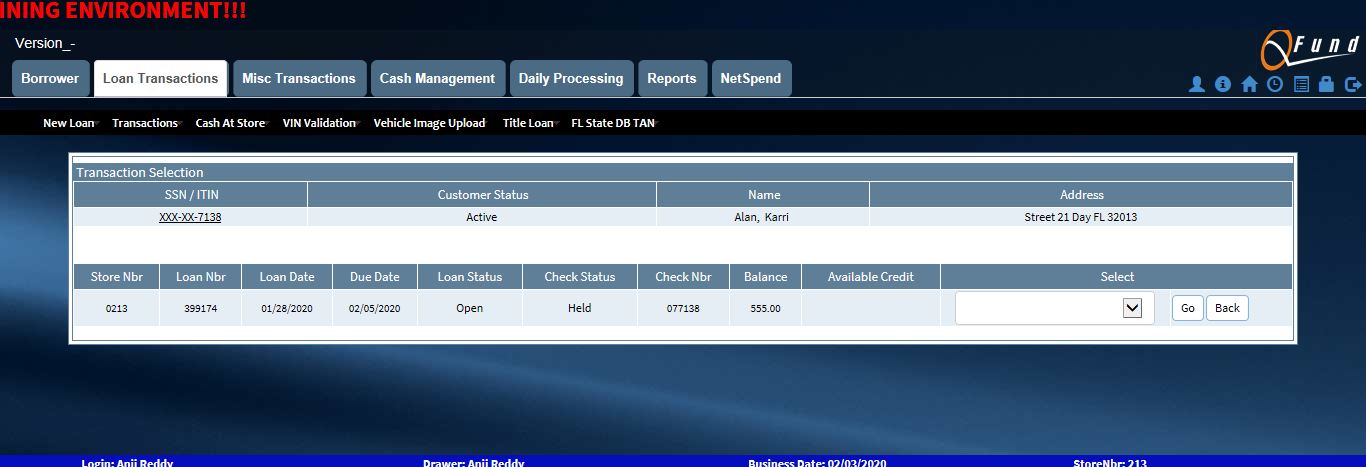 INING ENVIRONMENT!!!
Version_-
QFund
Borrower Loan Transactions Misc Transactions Cash Management Daily Processing Reports NetSpend
New Loan Transactions Cash At Store VIN Validation Vehicle Image Upload Title Loan FL State DB TAN
Transaction Selection
SSN / ITIN Customer Status Name Address
XXX-XX-7138 Active Alan, Karri Street 21 Day FL 32013
Store Nbr Loan Nbr Loan Date Due Date Loan Status Check Status Check Nbr Balance Available Credit Select
0213 399174 01/28/2020 02/05/2020 Open Held 077138 555.00 Go Back
Login: Anji Reddy Drawer: Anji Reddy Business Date: 02/03/2020 StoreNbr: 213